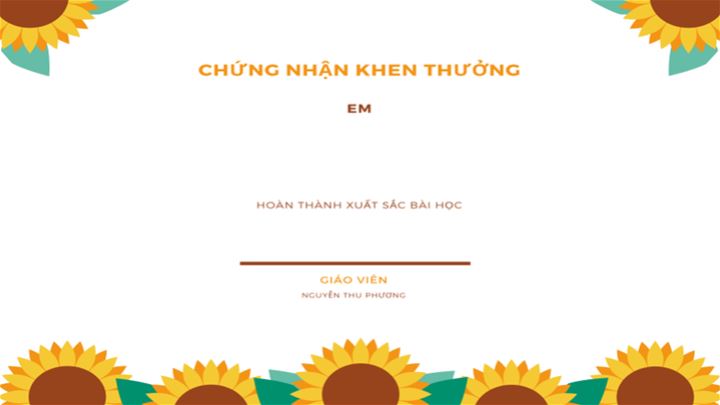 CHỨNG NHẬN KHEN THƯỞNG
EM
HOÀN THÀNH XUẤT SẮC BÀI HỌC
GIÁO VIÊN
NGUYỄN THU PHƯƠNG